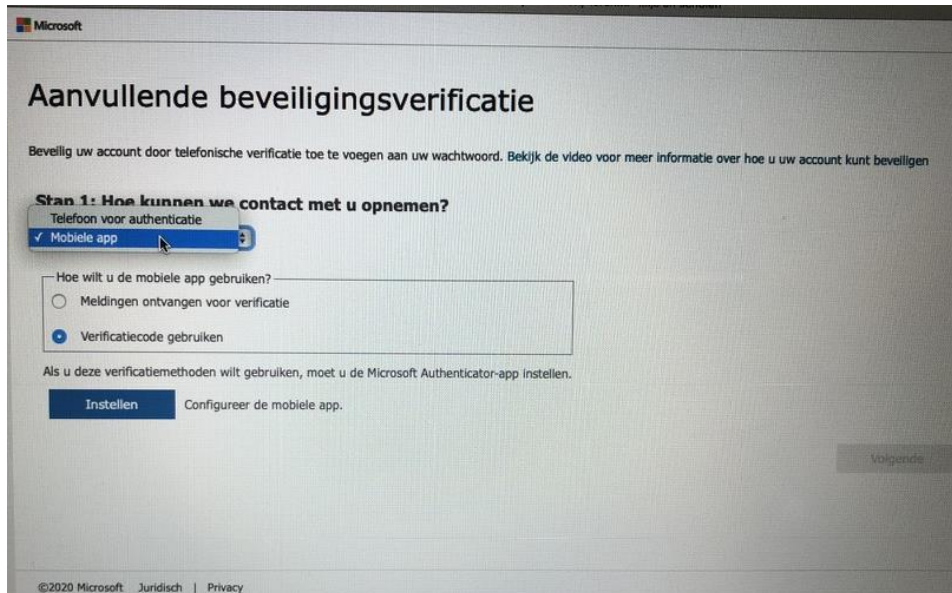 Microsoft
Aanvullende beveiligingsverificatie
Beveilig uw account door telefonische verificatie toe te voegen aan uw wachtwoord. Bekijk de video voor meer informatie over hoe u uw account kunt beveiligen
Stap 1: Hoe kunnen we contact met u opnemen?
Telefoon voor authenticatie
✓ Mobiele app
Hoe wilt u de mobiele app gebruiken?
Meldingen ontvangen voor verificatie
Verificatiecode gebruiken
Als u deze verificatiemethoden wilt gebruiken, moet u de Microsoft Authenticator-app instellen.
Instellen Configureer de mobiele app.
Volgende
©2020 Microsoft Juridisch | Privacy